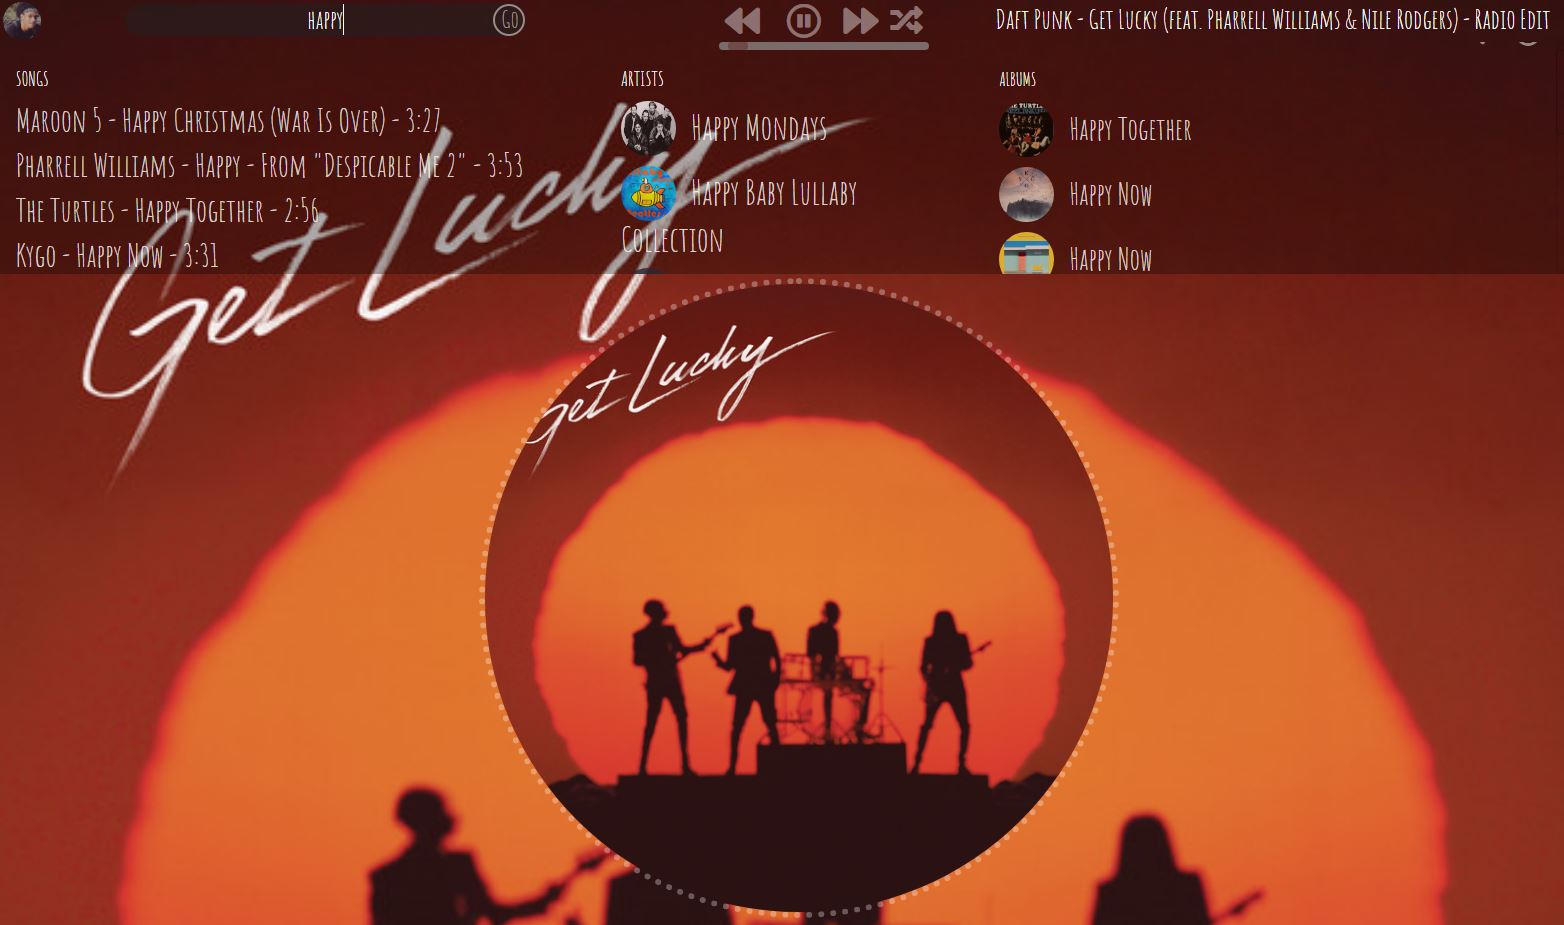 happy
Go
Daft Punk - Get Lucky (feat. Pharrell Williams & Nile Rodgers) - Radio Edit
SONGS
ARTISTS
ALBUMS
Maroon 5 - Happy Christmas (War Is Over) - 3:27
Pharrell Williams - Happy - From "Despicable Me 2" - 3:53
The Turtles - Happy Together - 2:56
Kygo - Happy Now - 3:31
Happy Mondays
Happy Baby Lullaby
Collection
Happy Together
Happy Now
Happy Now
Get Lucky
Get Lucky